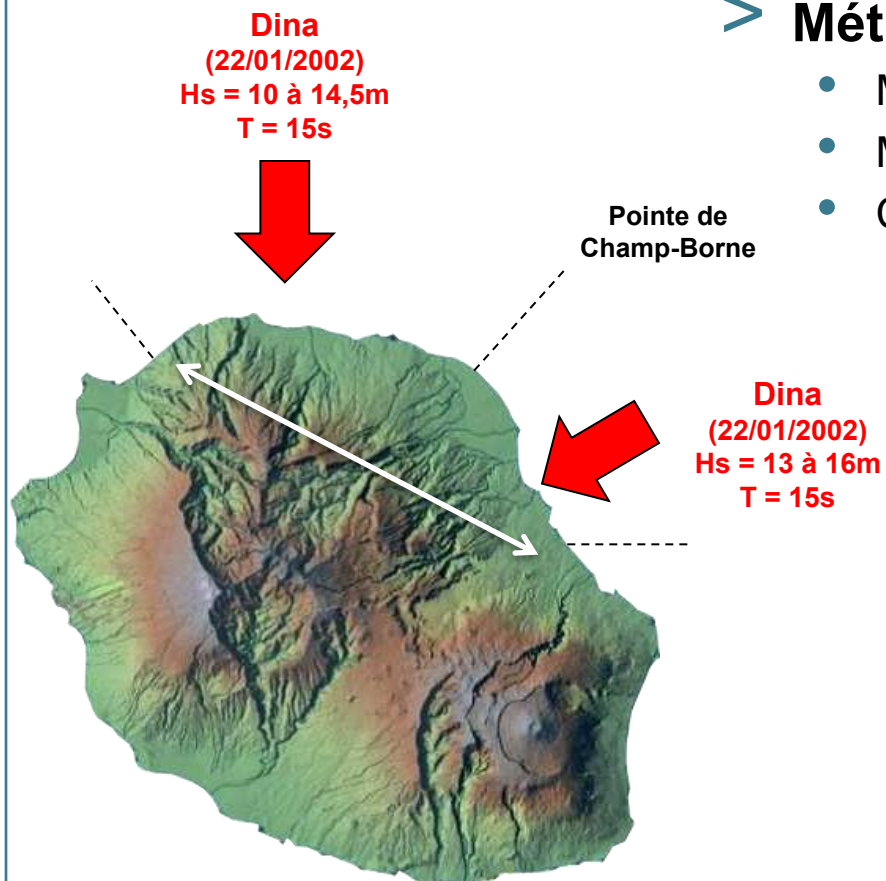 Dina
(22/01/2002)
Hs = 10 à 14,5m
T = 15s
>
•
•
•
Pointe de
Champ-Borne
Dina
(22/01/2002)
Hs = 13 à 16m
T = 15s